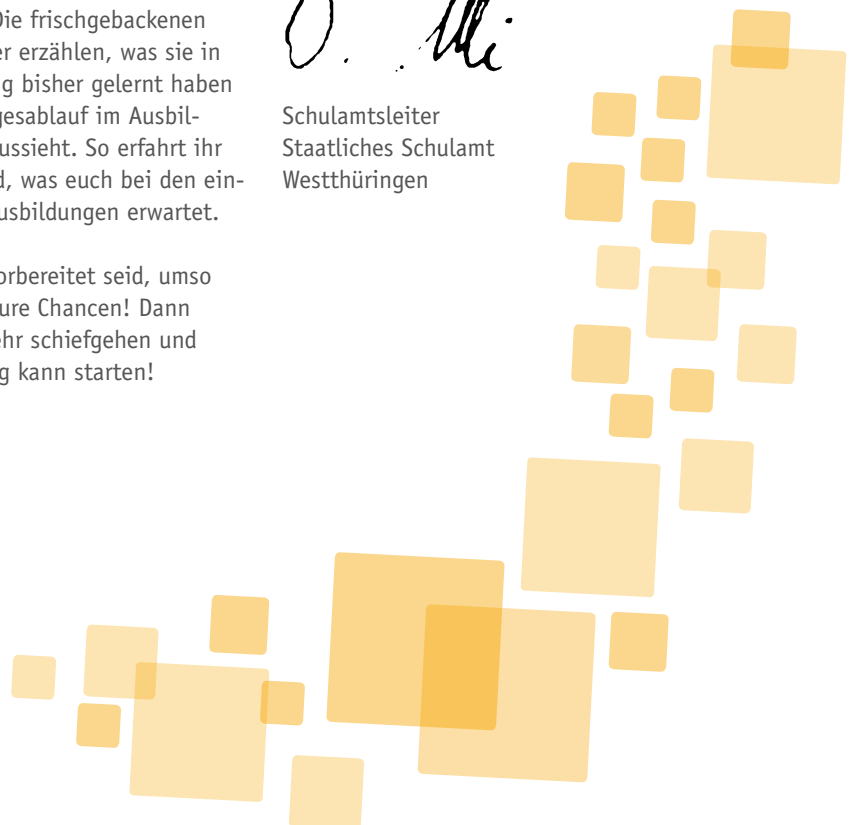 Die frischgebackenen
er erzählen, was sie in
g bisher gelernt haben
gesablauf im Ausbil-
ussieht. So erfahrt ihr
d, was euch bei den ein-
usbildungen erwartet.
orbereitet seid, umso
ure Chancen! Dann
ehr schiefgehen und
g kann starten!
Schulamtsleiter
Staatliches Schulamt
Westthüringen